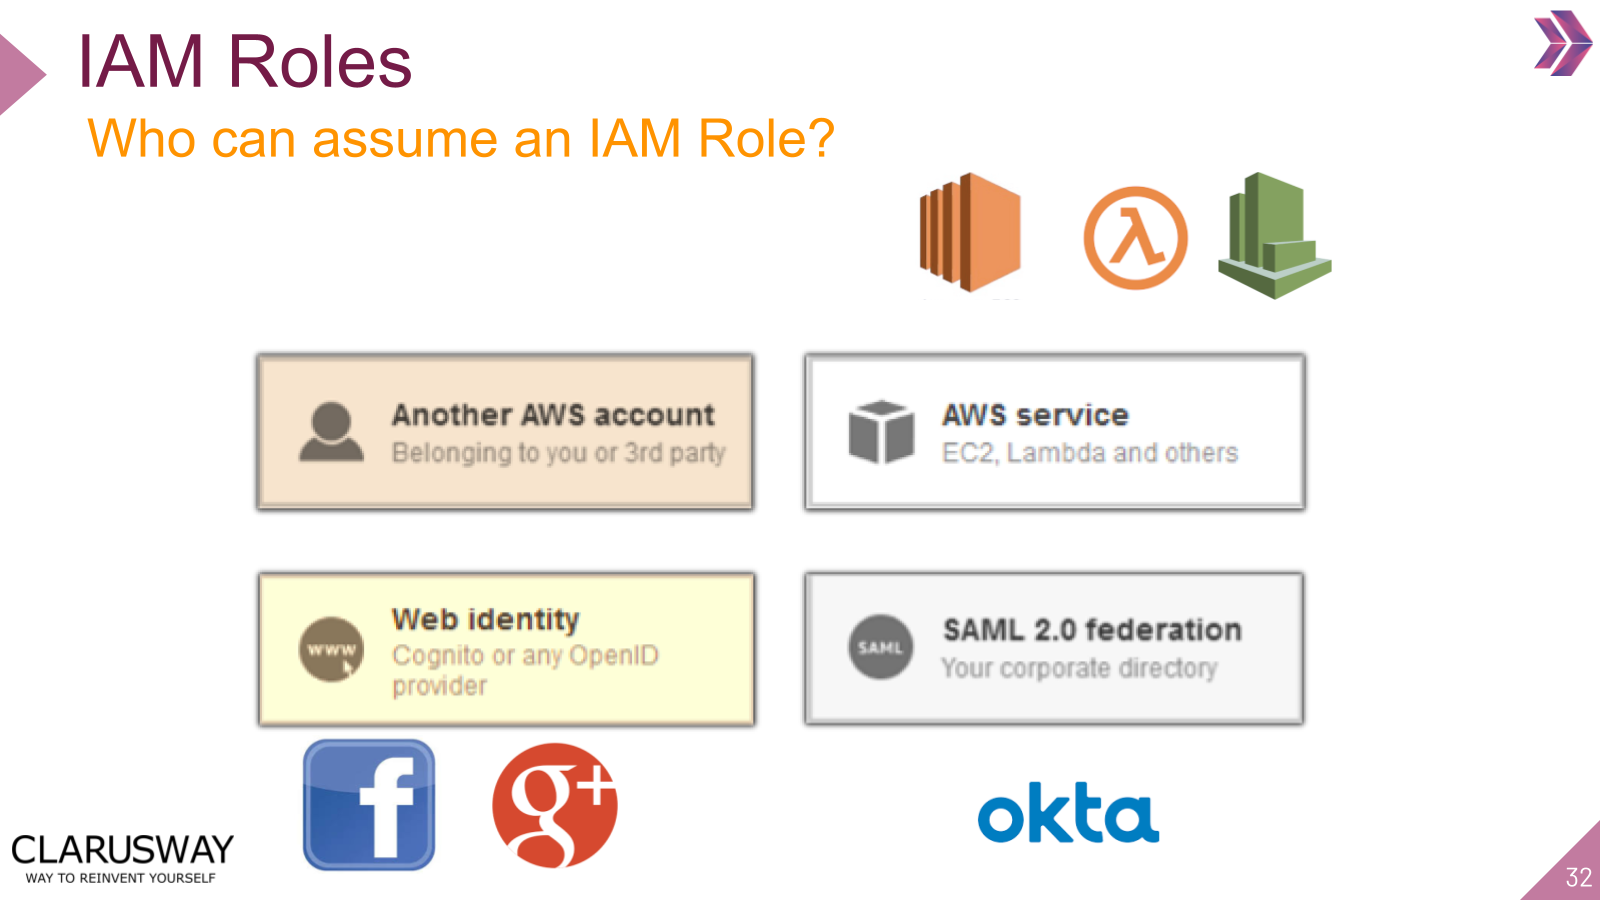 IAM Roles
Who can assume an IAM Role?
Another AWS account
Belonging to you or 3rd party
AWS service
EC2, Lambda and others
www
Web identity
Cognito or any OpenID
provider
SAML
SAML 2.0 federation
Your corporate directory
f
g+
okta
CLARUSWAY
WAY TO REINVENT YOURSELF
32